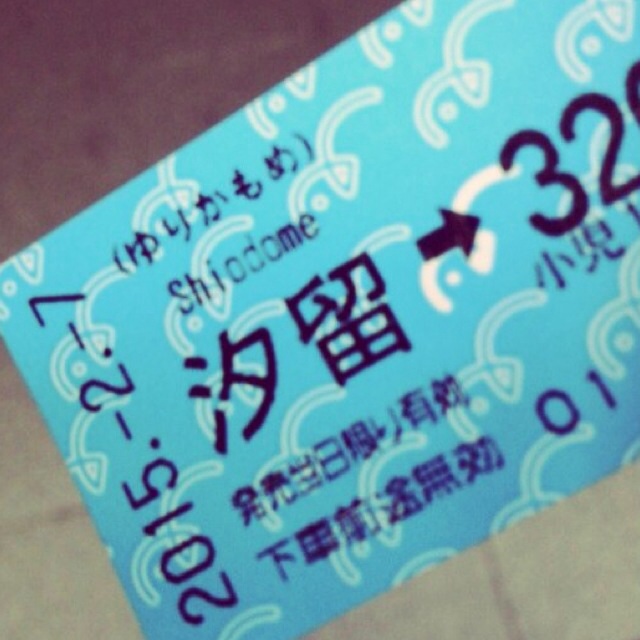 (ゆりかもめ)
Shiodome
汐留➡32
小児
発売当日限り有効
下車前途無効
01
2015.-2.-7